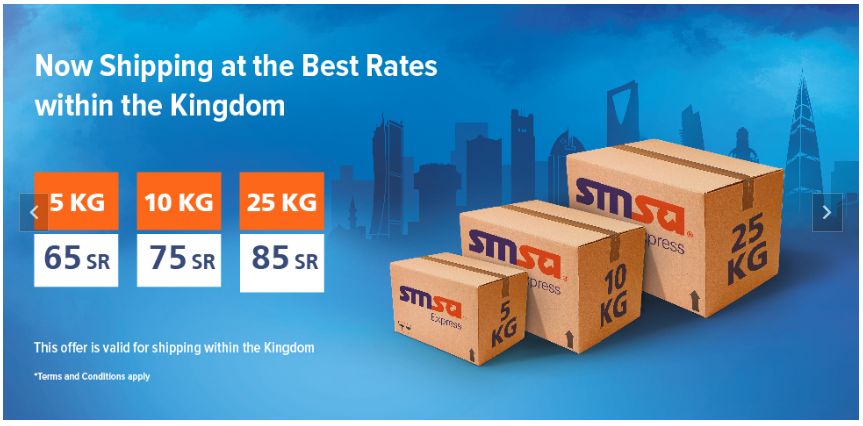 Now Shipping at the Best Rates
within the Kingdom
5 KG
10 KG
25 KG
65 SR
75 SR
85 SR
This offer is valid for shipping within the Kingdom
*Terms and Conditions apply
smsa
Express
5
KG
smsa
press
10
KG
smsa
press
25
KG